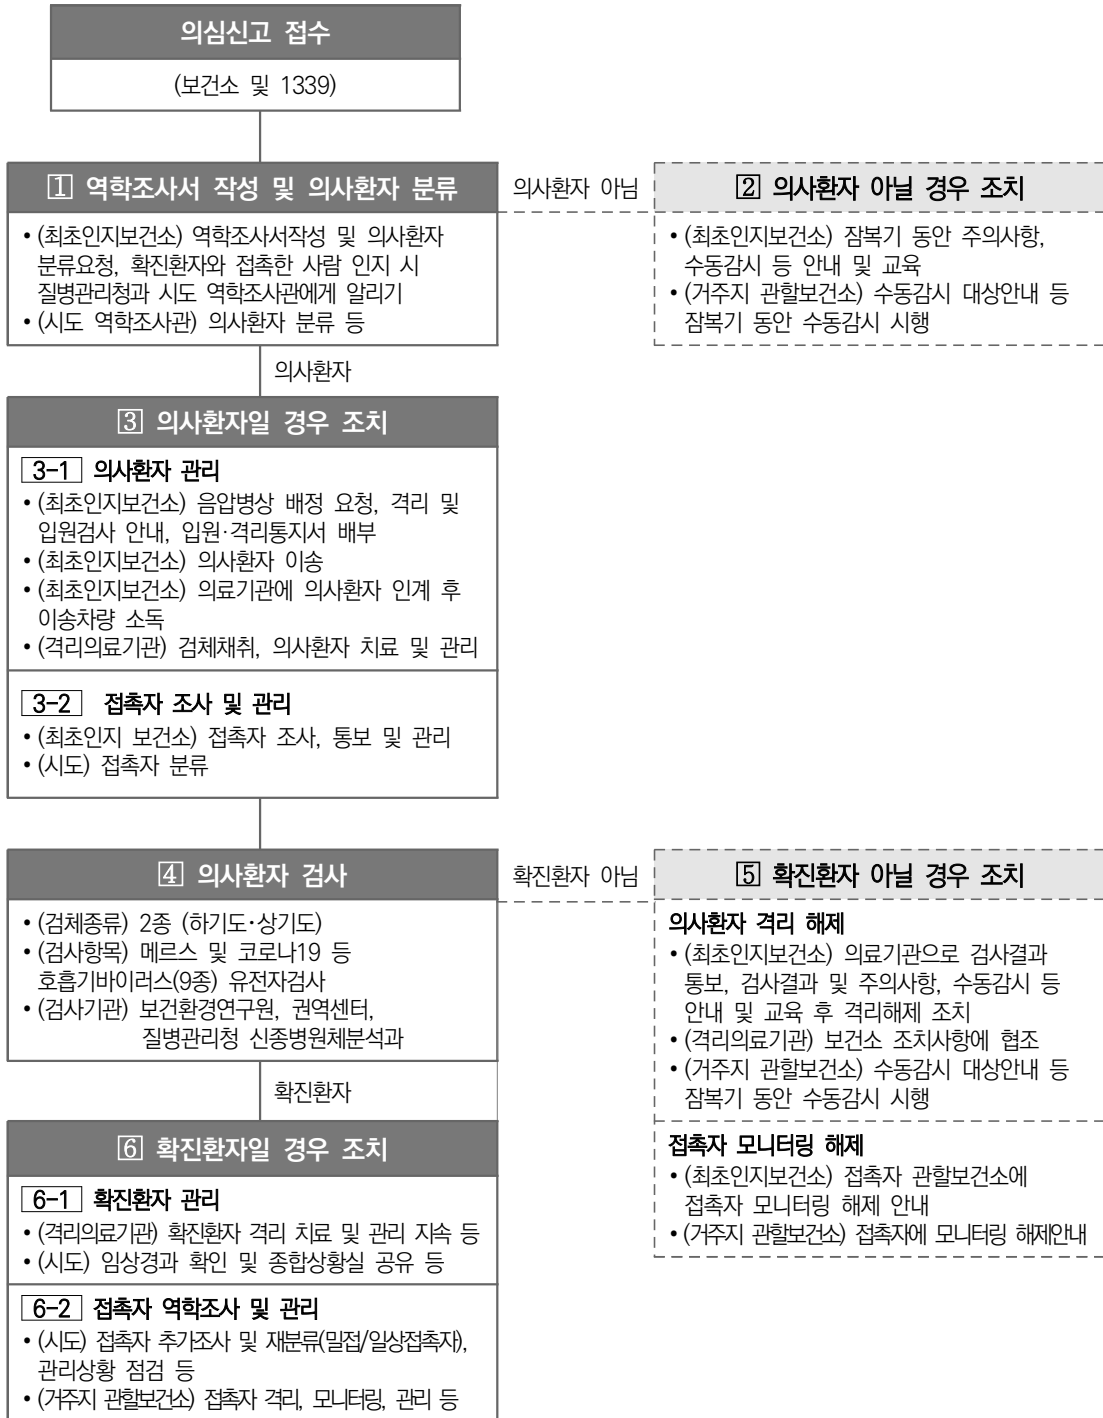 의심신고 접수
(보건소 및 1339)
1 역학조사서 작성 및 의사환자 분류
• (최초인지보건소) 역학조사서작성 및 의사환자
분류요청, 확진환자와 접촉한 사람 인지 시
질병관리청과 시도 역학조사관에게 알리기
• (시도 역학조사관) 의사환자 분류 등
의사환자 아님
2 의사환자 아닐 경우 조치
• (최초인지보건소) 잠복기 동안 주의사항,
수동감시 등 안내 및 교육
• (거주지 관할보건소) 수동감시 대상안내 등
잠복기 동안 수동감시 시행
의사환자
3 의사환자일 경우 조치
3-1 의사환자 관리
• (최초인지보건소) 음압병상 배정 요청, 격리 및
입원검사 안내, 입원·격리통지서 배부
• (최초인지보건소) 의사환자 이송
• (최초인지보건소) 의료기관에 의사환자 인계 후
이송차량 소독
• (격리의료기관) 검체채취, 의사환자 치료 및 관리
3-2 접촉자 조사 및 관리
• (최초인지 보건소) 접촉자 조사, 통보 및 관리
• (시도) 접촉자 분류
4 의사환자 검사
• (검체종류) 2종 (하기도·상기도)
• (검사항목) 메르스 및 코로나19 등
호흡기바이러스(9종) 유전자검사
• (검사기관) 보건환경연구원, 권역센터,
질병관리청 신종병원체분석과
확진환자 아님
5 확진환자 아닐 경우 조치
의사환자 격리 해제
• (최초인지보건소) 의료기관으로 검사결과
통보, 검사결과 및 주의사항, 수동감시 등
안내 및 교육 후 격리해제 조치
• (격리의료기관) 보건소 조치사항에 협조
• (거주지 관할보건소) 수동감시 대상안내 등
잠복기 동안 수동감시 시행
접촉자 모니터링 해제
• (최초인지보건소) 접촉자 관할보건소에
접촉자 모니터링 해제 안내
• (거주지 관할보건소) 접촉자에 모니터링 해제안내
확진환자
6 확진환자일 경우 조치
6-1 확진환자 관리
• (격리의료기관) 확진환자 격리 치료 및 관리 지속 등
• (시도) 임상경과 확인 및 종합상황실 공유 등
6-2 접촉자 역학조사 및 관리
• (시도) 접촉자 추가조사 및 재분류(밀접/일상접촉자),
관리상황 점검 등
• (거주지 관할보건소) 접촉자 격리, 모니터링, 관리 등